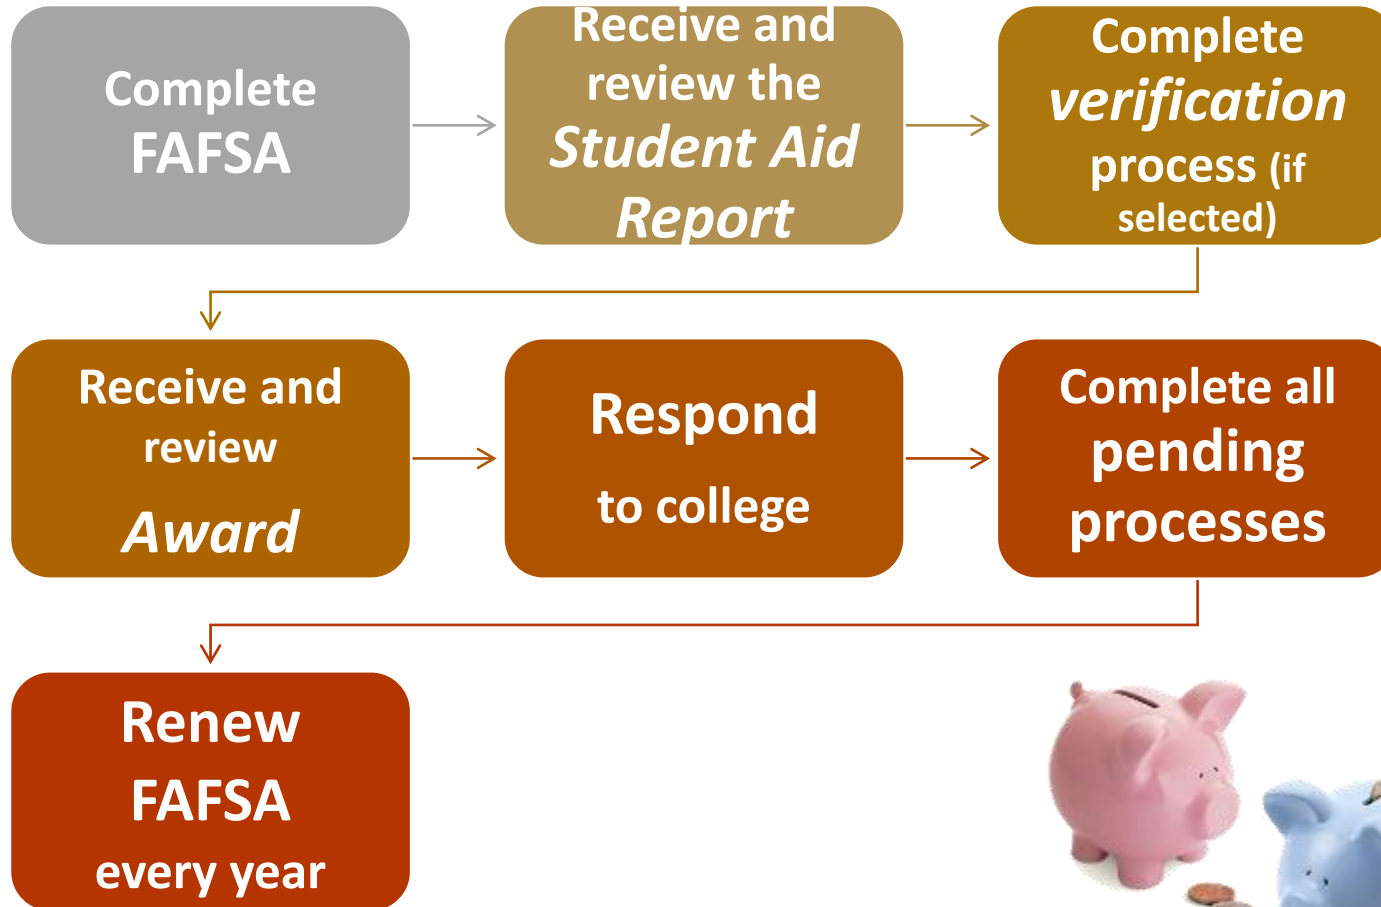 Complete
FAFSA
Receive and
review the
Student Aid
Report
Complete
verification
process (if
selected)
Receive and
review
Award
Respond
to college
Complete all
pending
processes
Renew
FAFSA
every year